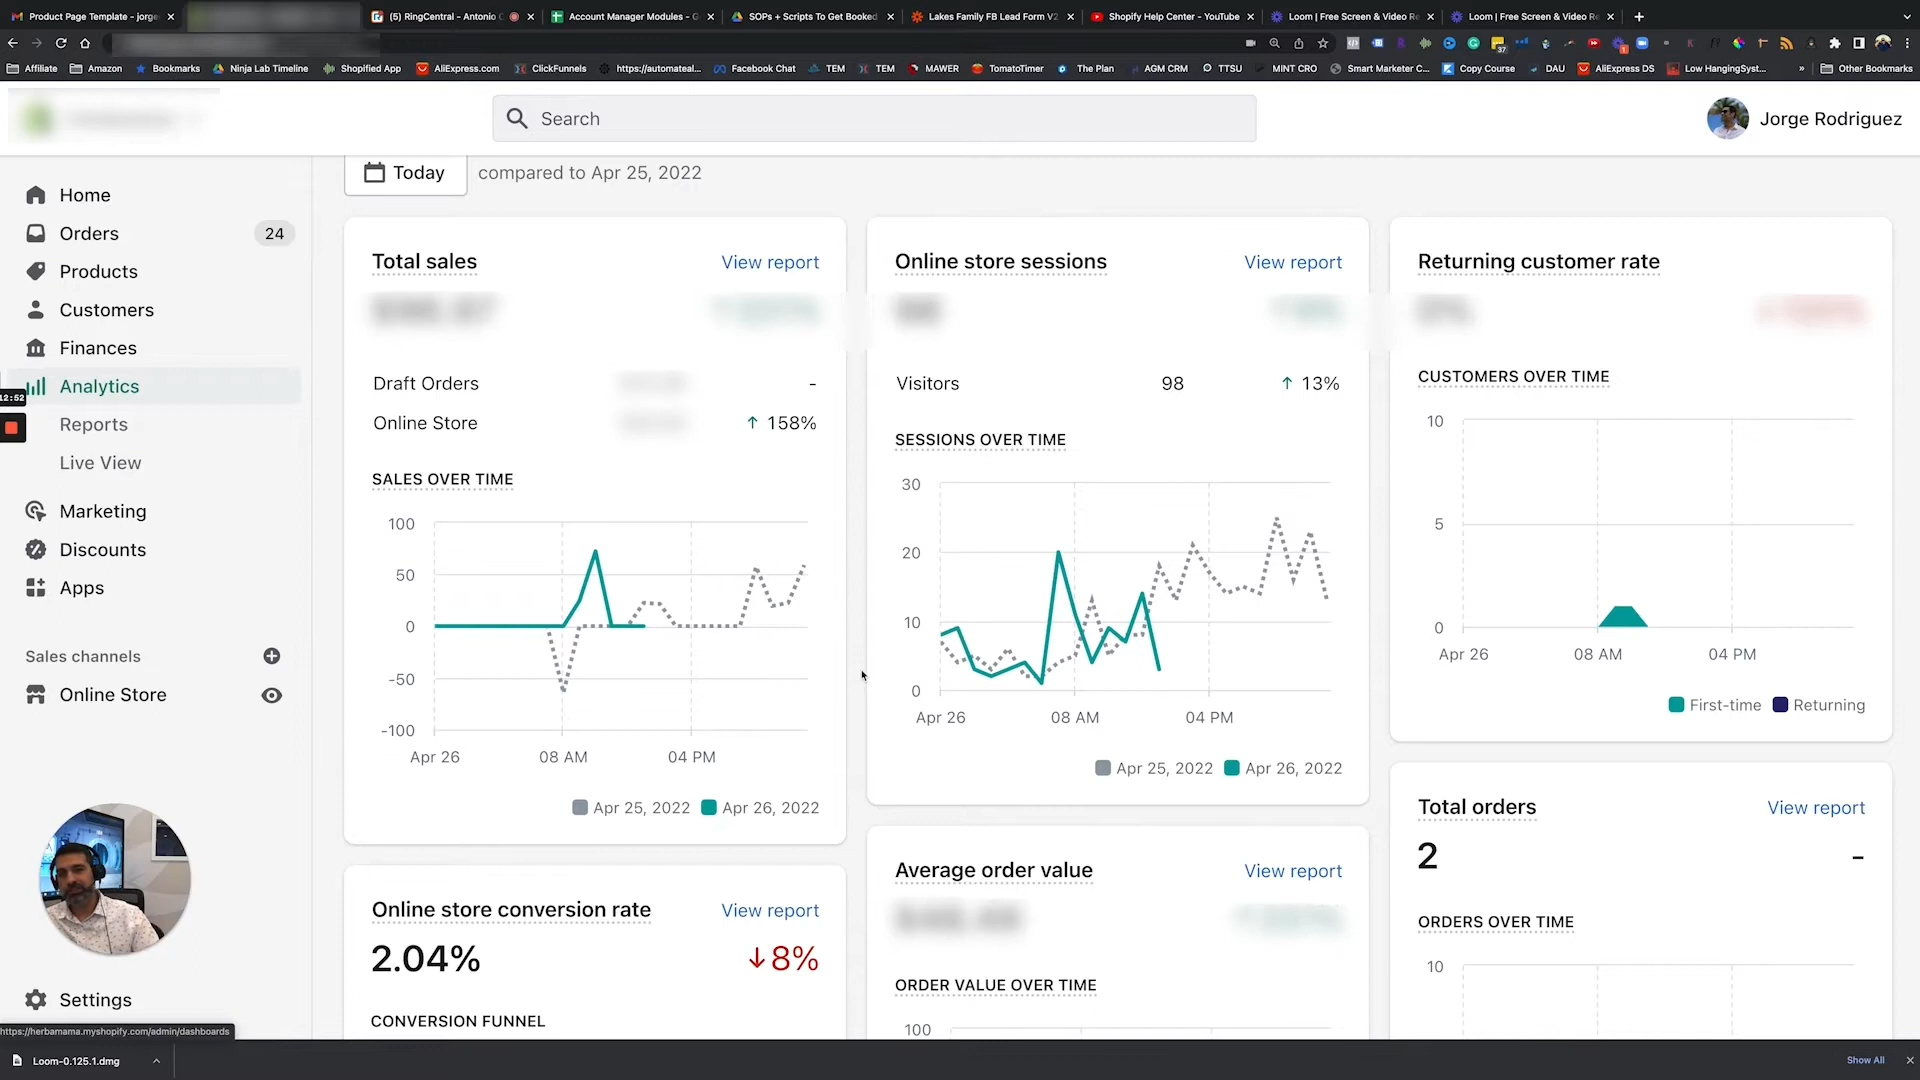 Product Page Template - jorge
(5) RingCentral - Antonio C
Account Manager Modules - G
SOPs + Scripts To Get Booked
Lakes Family FB Lead Form V2
Shopify Help Center - YouTube
Loom | Free Screen & Video Re
Loom | Free Screen & Video Re
Affiliate
Amazon
Bookmarks
Ninja Lab Timeline
Shopified App
AliExpress.com
ClickFunnels
https://automateal...
Facebook Chat
TEM
TEM
MAWER
TomatoTimer
The Plan
AGM CRM
TTSU
MINT CRO
Smart Marketer C...
Copy Course
DAU
AliExpress DS
Low HangingSyst...
»
Other Bookmarks
Search
Jorge Rodriguez
Home
Orders
24
Products
Customers
Finances
Analytics
Reports
Live View
Marketing
Discounts
Apps
Sales channels
Online Store
Settings
12:52
Today
compared to Apr 25, 2022
Total sales
View report
Draft Orders
-
Online Store
↑ 158%
SALES OVER TIME
100
50
0
-50
-100
Apr 26
08 AM
04 PM
Apr 25, 2022
Apr 26, 2022
Online store conversion rate
View report
2.04%
↓8%
CONVERSION FUNNEL
Online store sessions
View report
Visitors
98
↑ 13%
SESSIONS OVER TIME
30
20
10
0
Apr 26
08 AM
04 PM
Apr 25, 2022
Apr 26, 2022
Average order value
View report
ORDER VALUE OVER TIME
100
Returning customer rate
CUSTOMERS OVER TIME
10
5
0
Apr 26
08 AM
04 PM
First-time
Returning
Total orders
View report
2
-
ORDERS OVER TIME
10
https://herbamama.myshopify.com/admin/dashboards
Loom-0.125.1.dmg
Show All